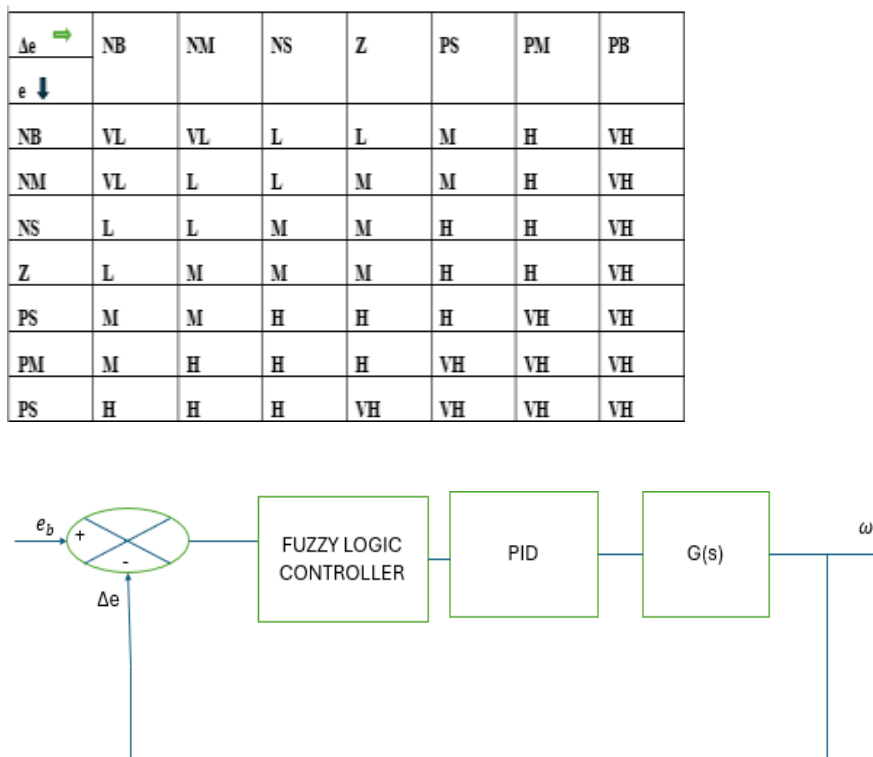 Δe NB NM NS Z PS PM PB
e
NB VL VL L L M H VH
NM VL L L M M H VH
NS L L M M H H VH
Z L M M M H H VH
PS M M H H H VH VH
PM M H H H VH VH VH
PS H H H VH VH VH VH
e_b
+
-
Δe
FUZZY LOGIC
CONTROLLER
PID
G(s)
ω